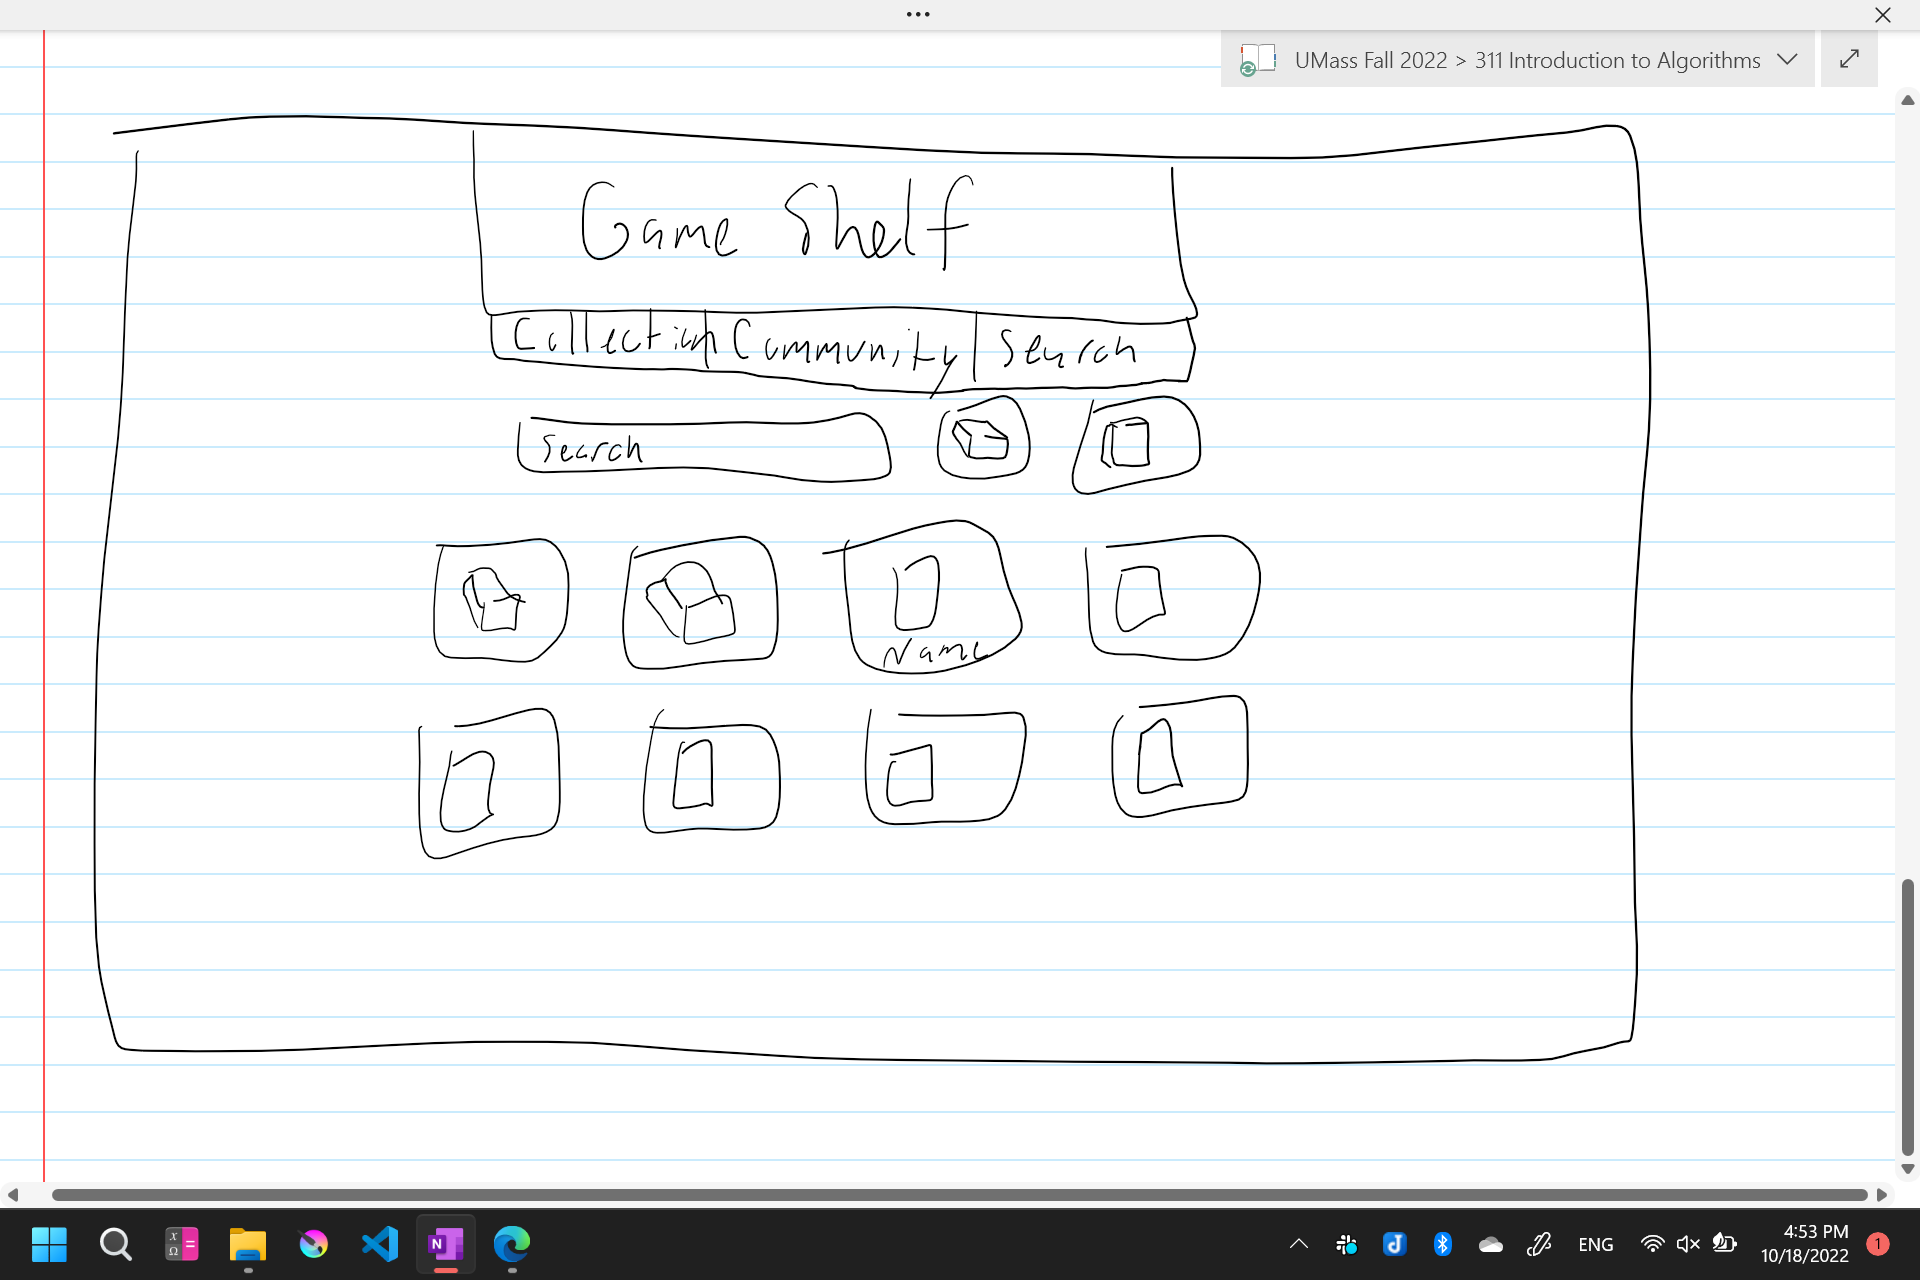 UMass Fall 2022 > 311 Introduction to Algorithms
Game Shelf
Collection Community Search
Search
Name
ENG
4:53 PM
10/18/2022
1